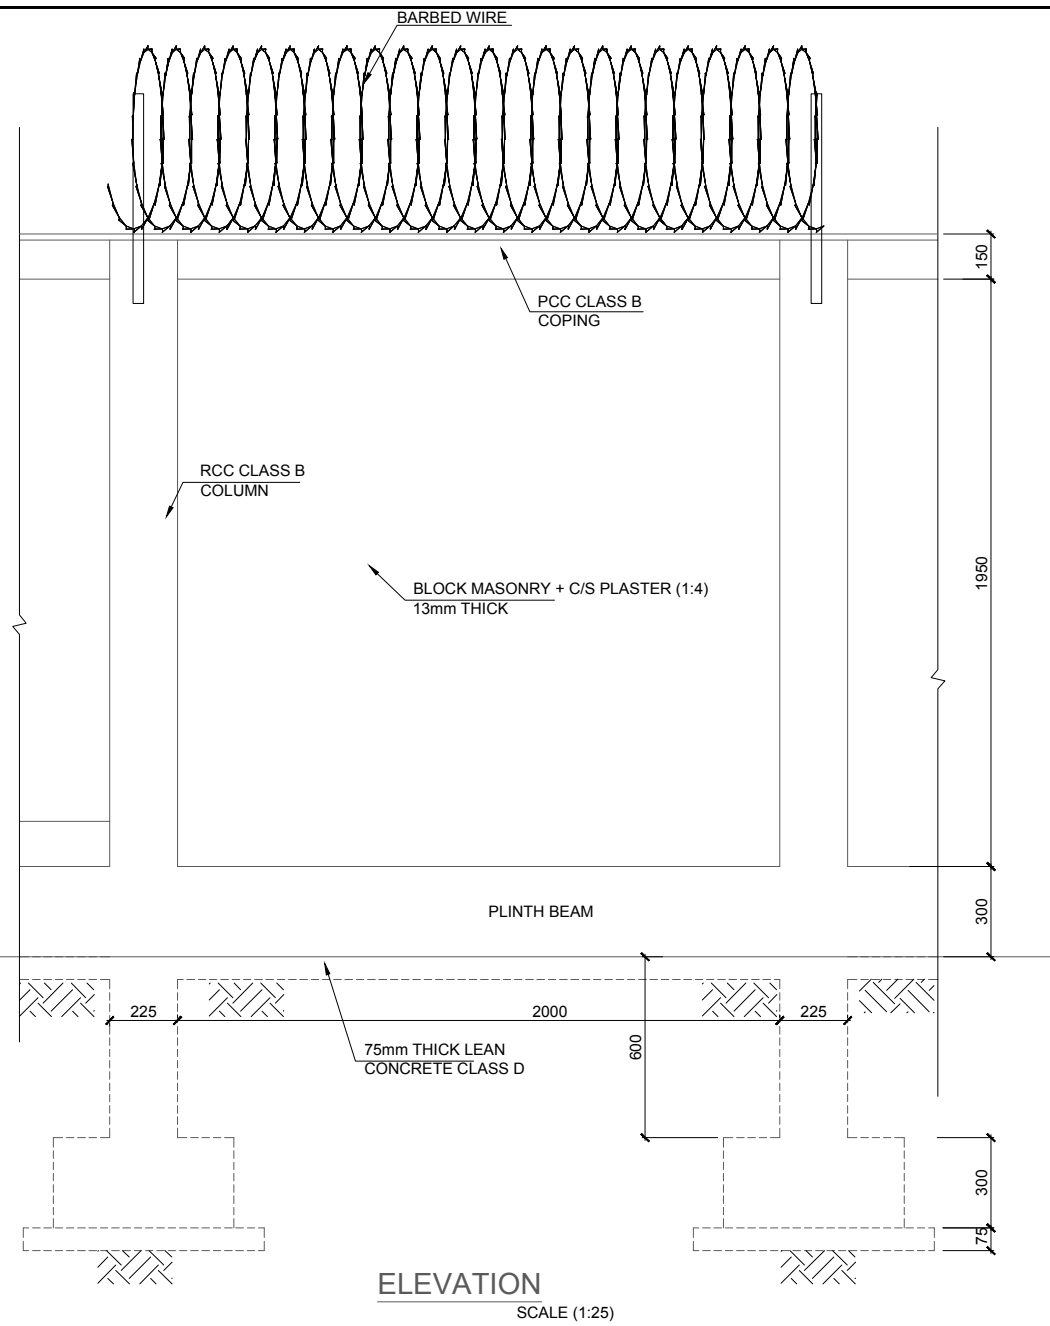 BARBED WIRE
150
PCC CLASS B
COPING
RCC CLASS B
COLUMN
1950
BLOCK MASONRY + C/S PLASTER (1:4)
13mm THICK
300
PLINTH BEAM
225
2000
225
600
75mm THICK LEAN
CONCRETE CLASS D
300
75
ELEVATION
SCALE (1:25)